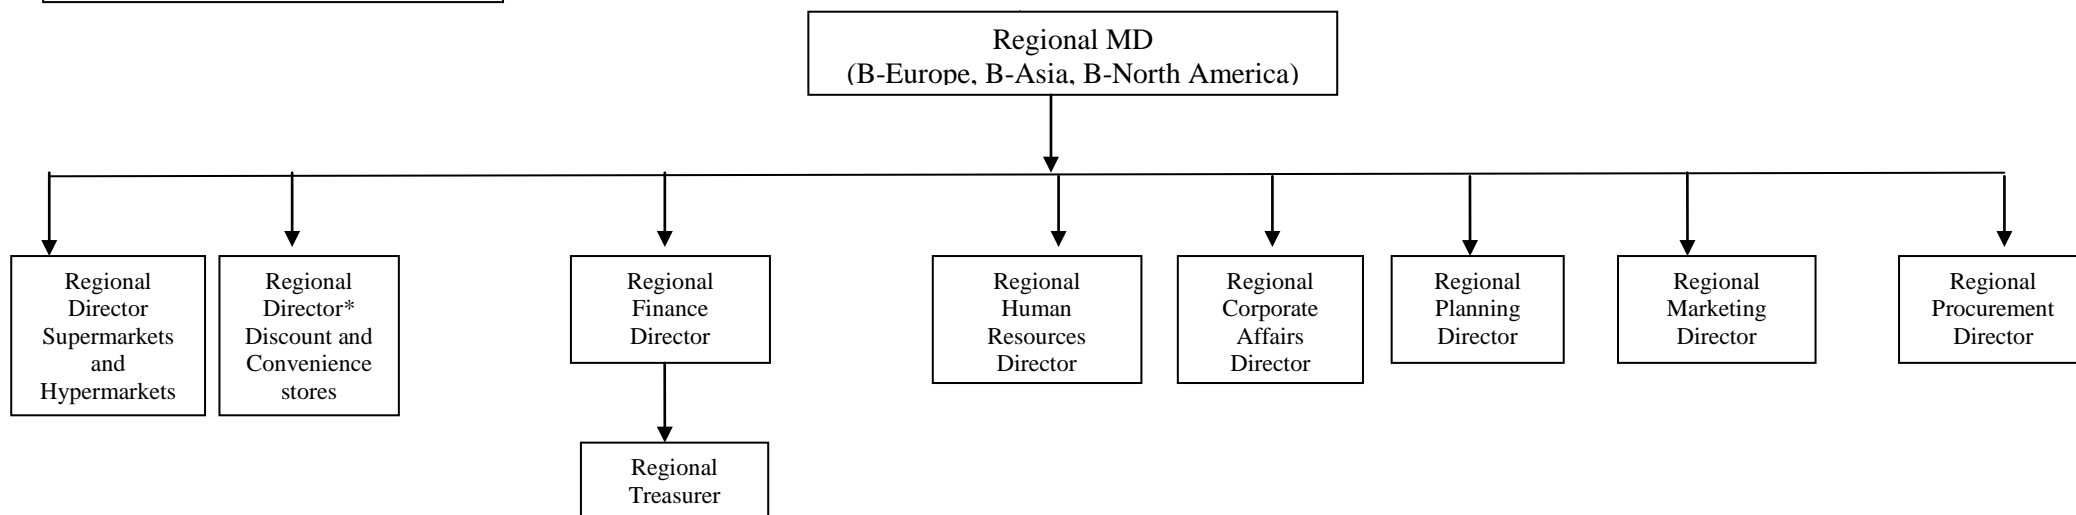 Regional MD
(B-Europe, B-Asia, B-North America)
Regional
Director
Supermarkets
and
Hypermarkets
Regional
Director*
Discount and
Convenience
stores
Regional
Finance
Director
Regional
Human
Resources
Director
Regional
Corporate
Affairs
Director
Regional
Planning
Director
Regional
Marketing
Director
Regional
Procurement
Director
Regional
Treasurer